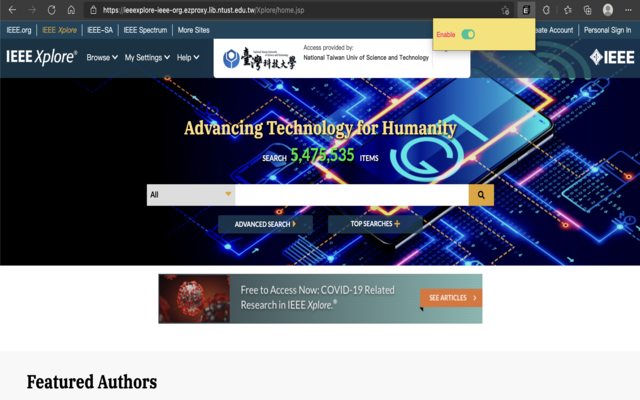 https://ieeexplore-ieee-org.ezproxy.lib.ntust.edu.tw/Xplore/home.jsp
IEEE.org IEEE Xplore IEEE-SA IEEE Spectrum More Sites
eate Account Personal Sign In
Enable
IEEE Xplore® Browse My Settings Help
國立臺灣科技大學
Access provided by:
National Taiwan Univ of Science and Technology
IEEE
Advancing Technology for Humanity
SEARCH 5,475,535 ITEMS
All
ADVANCED SEARCH TOP SEARCHES
Free to Access Now: COVID-19 Related
Research in IEEE Xplore.®
SEE ARTICLES
Featured Authors